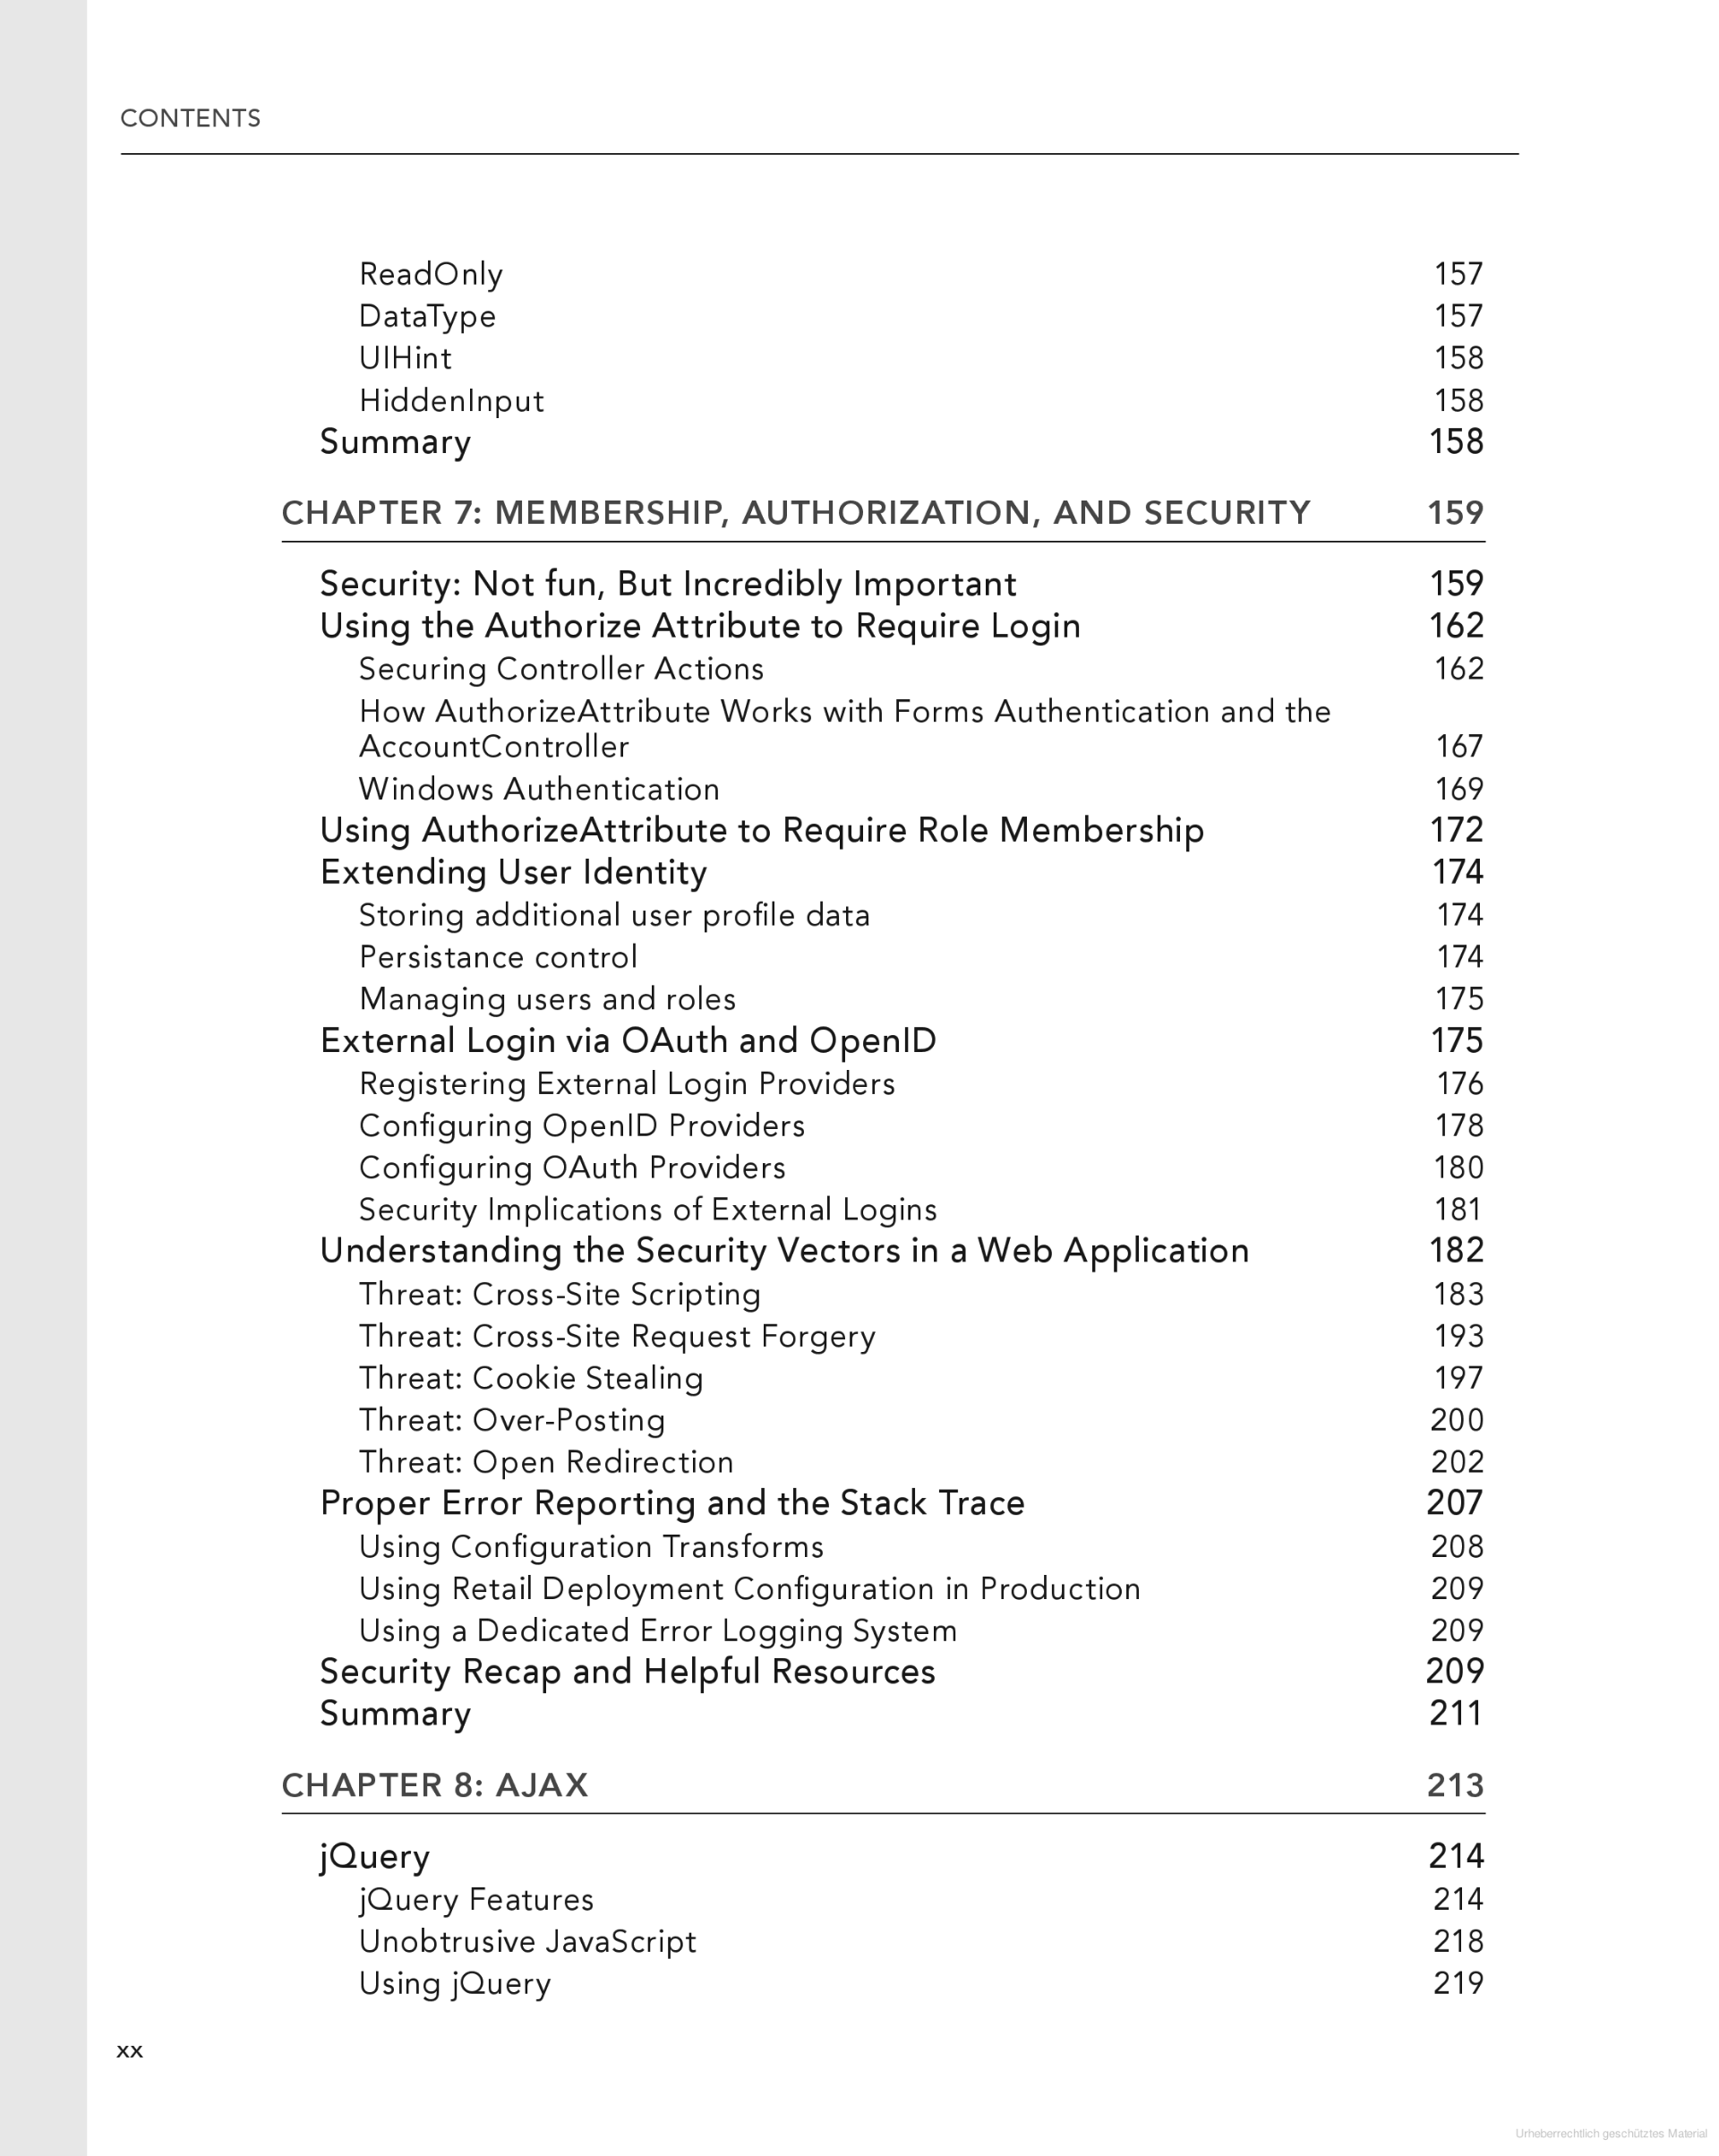 CONTENTS
ReadOnly 157
DataType 157
UIHint 158
HiddenInput 158
Summary 158
CHAPTER 7: MEMBERSHIP, AUTHORIZATION, AND SECURITY 159
Security: Not fun, But Incredibly Important 159
Using the Authorize Attribute to Require Login 162
Securing Controller Actions 162
How AuthorizeAttribute Works with Forms Authentication and the
AccountController 167
Windows Authentication 169
Using AuthorizeAttribute to Require Role Membership 172
Extending User Identity 174
Storing additional user profile data 174
Persistance control 174
Managing users and roles 175
External Login via OAuth and OpenID 175
Registering External Login Providers 176
Configuring OpenID Providers 178
Configuring OAuth Providers 180
Security Implications of External Logins 181
Understanding the Security Vectors in a Web Application 182
Threat: Cross-Site Scripting 183
Threat: Cross-Site Request Forgery 193
Threat: Cookie Stealing 197
Threat: Over-Posting 200
Threat: Open Redirection 202
Proper Error Reporting and the Stack Trace 207
Using Configuration Transforms 208
Using Retail Deployment Configuration in Production 209
Using a Dedicated Error Logging System 209
Security Recap and Helpful Resources 209
Summary 211
CHAPTER 8: AJAX 213
jQuery 214
jQuery Features 214
Unobtrusive JavaScript 218
Using jQuery 219
xx
Urheberrechtlich geschütztes Material